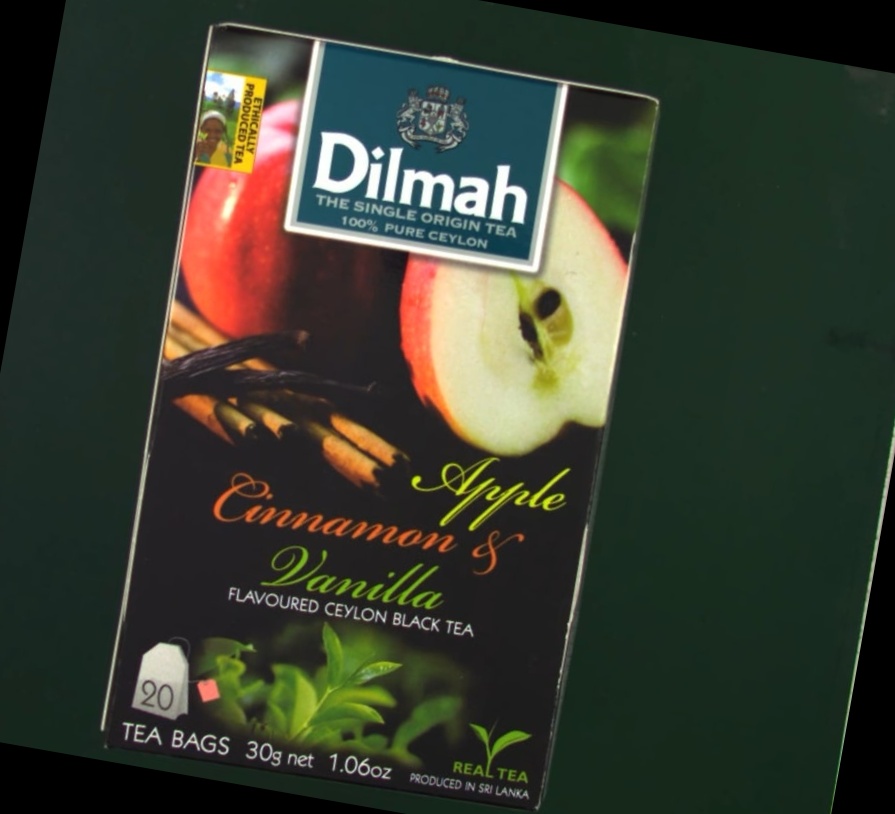 ETHICALLY
PRODUCED TEA
Dilmah
THE SINGLE ORIGIN TEA
100% PURE CEYLON
Apple
Cinnamon &
Vanilla
FLAVOURED CEYLON BLACK TEA
20
TEA BAGS 30g net 1.06oz
REAL TEA
PRODUCED IN SRI LANKA